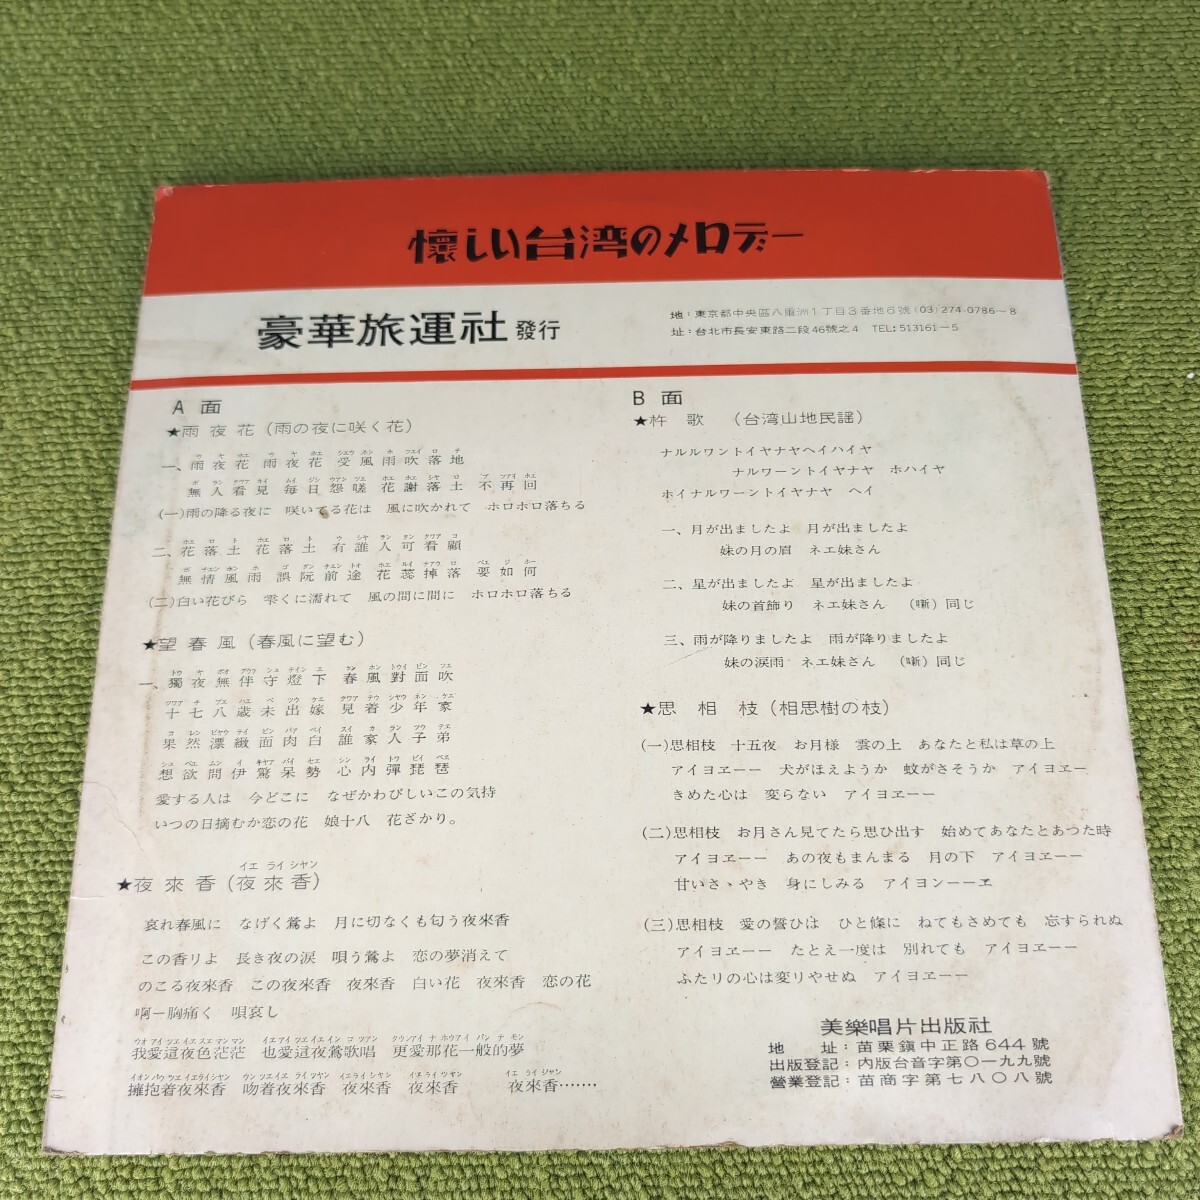 懐しい台湾のメロデー
豪華旅運社 發行
地：東京都中央區八重洲1丁目3番地6號 (03) 274-0786～8
址：台北市長安東路二段46號之4 TEL: 513161－5
A 面
★雨夜花（雨の夜に咲く花）
一、雨夜花 雨夜花 受風雨吹落地
無人看見 毎日怨嗟 花謝落土 不再回
(一)雨の降る夜に 咲いてる花は 風に吹かれて ホロホロ落ちる
二、花落土 花落土 有誰人可看顧
無情風雨 誤阮前途 花蕊掉落 要如何
(二)白い花びら 雫くに濡れて 風の間に間に ホロホロ落ちる
★望春風（春風に望む）
一、獨夜無伴守燈下 春風對面吹
十七八歳未出嫁 見着少年家
果然漂緻面肉白 誰家人子弟
想欲問伊驚呆勢 心内彈琵琶
愛する人は 今どこに なぜかわびしいこの気持
いつの日摘むか恋の花 娘十八 花ざかり。
イエ ライ シヤン
★夜來香（夜來香）
哀れ春風に なげく鶯よ 月に切なくも匂う夜來香
この香リよ 長き夜の涙 唄う鶯よ 恋の夢消えて
のこる夜來香 この夜來香 夜來香 白い花 夜來香 恋の花
啊－胸痛く 唄哀し
我愛這夜色茫茫 也愛這夜鶯歌唱 更愛那花一般的夢
擁抱着夜來香 吻着夜來香 夜來香 夜來香 夜來香⋯⋯
B 面
★杵 歌 （台湾山地民謡）
ナルルワントイヤナヤヘイハイヤ
ナルワーントイヤナヤ ホハイヤ
ホイナルワーントイヤナヤ ヘイ
一、月が出ましたよ 月が出ましたよ
妹の月の眉 ネエ妹さん
二、星が出ましたよ 星が出ましたよ
妹の首飾り ネエ妹さん （噺）同じ
三、雨が降りましたよ 雨が降りましたよ
妹の涙雨 ネエ妹さん （噺）同じ
★思 相 枝（相思樹の枝）
(一)思相枝 十五夜 お月様 雲の上 あなたと私は草の上
アイヨヱーー 犬がほえようか 蚊がさそうか アイヨヱー
きめた心は 変らない アイヨヱーー
(二)思相枝 お月さん見てたら思ひ出す 始めてあなたとあつた時
アイヨヱーー あの夜もまんまる 月の下 アイヨヱーー
甘いさゝやき 身にしみる アイヨンーーヱ
(三)思相枝 愛の誓ひは ひと條に ねてもさめても 忘すられぬ
アイヨヱーー たとえ一度は 別れても アイヨヱーー
ふたりの心は変リやせぬ アイヨヱーー
美樂唱片出版社
地 址：苗栗鎭中正路644號
出版登記：内版台音字第〇一九九號
營業登記：苗商字第七八〇八號